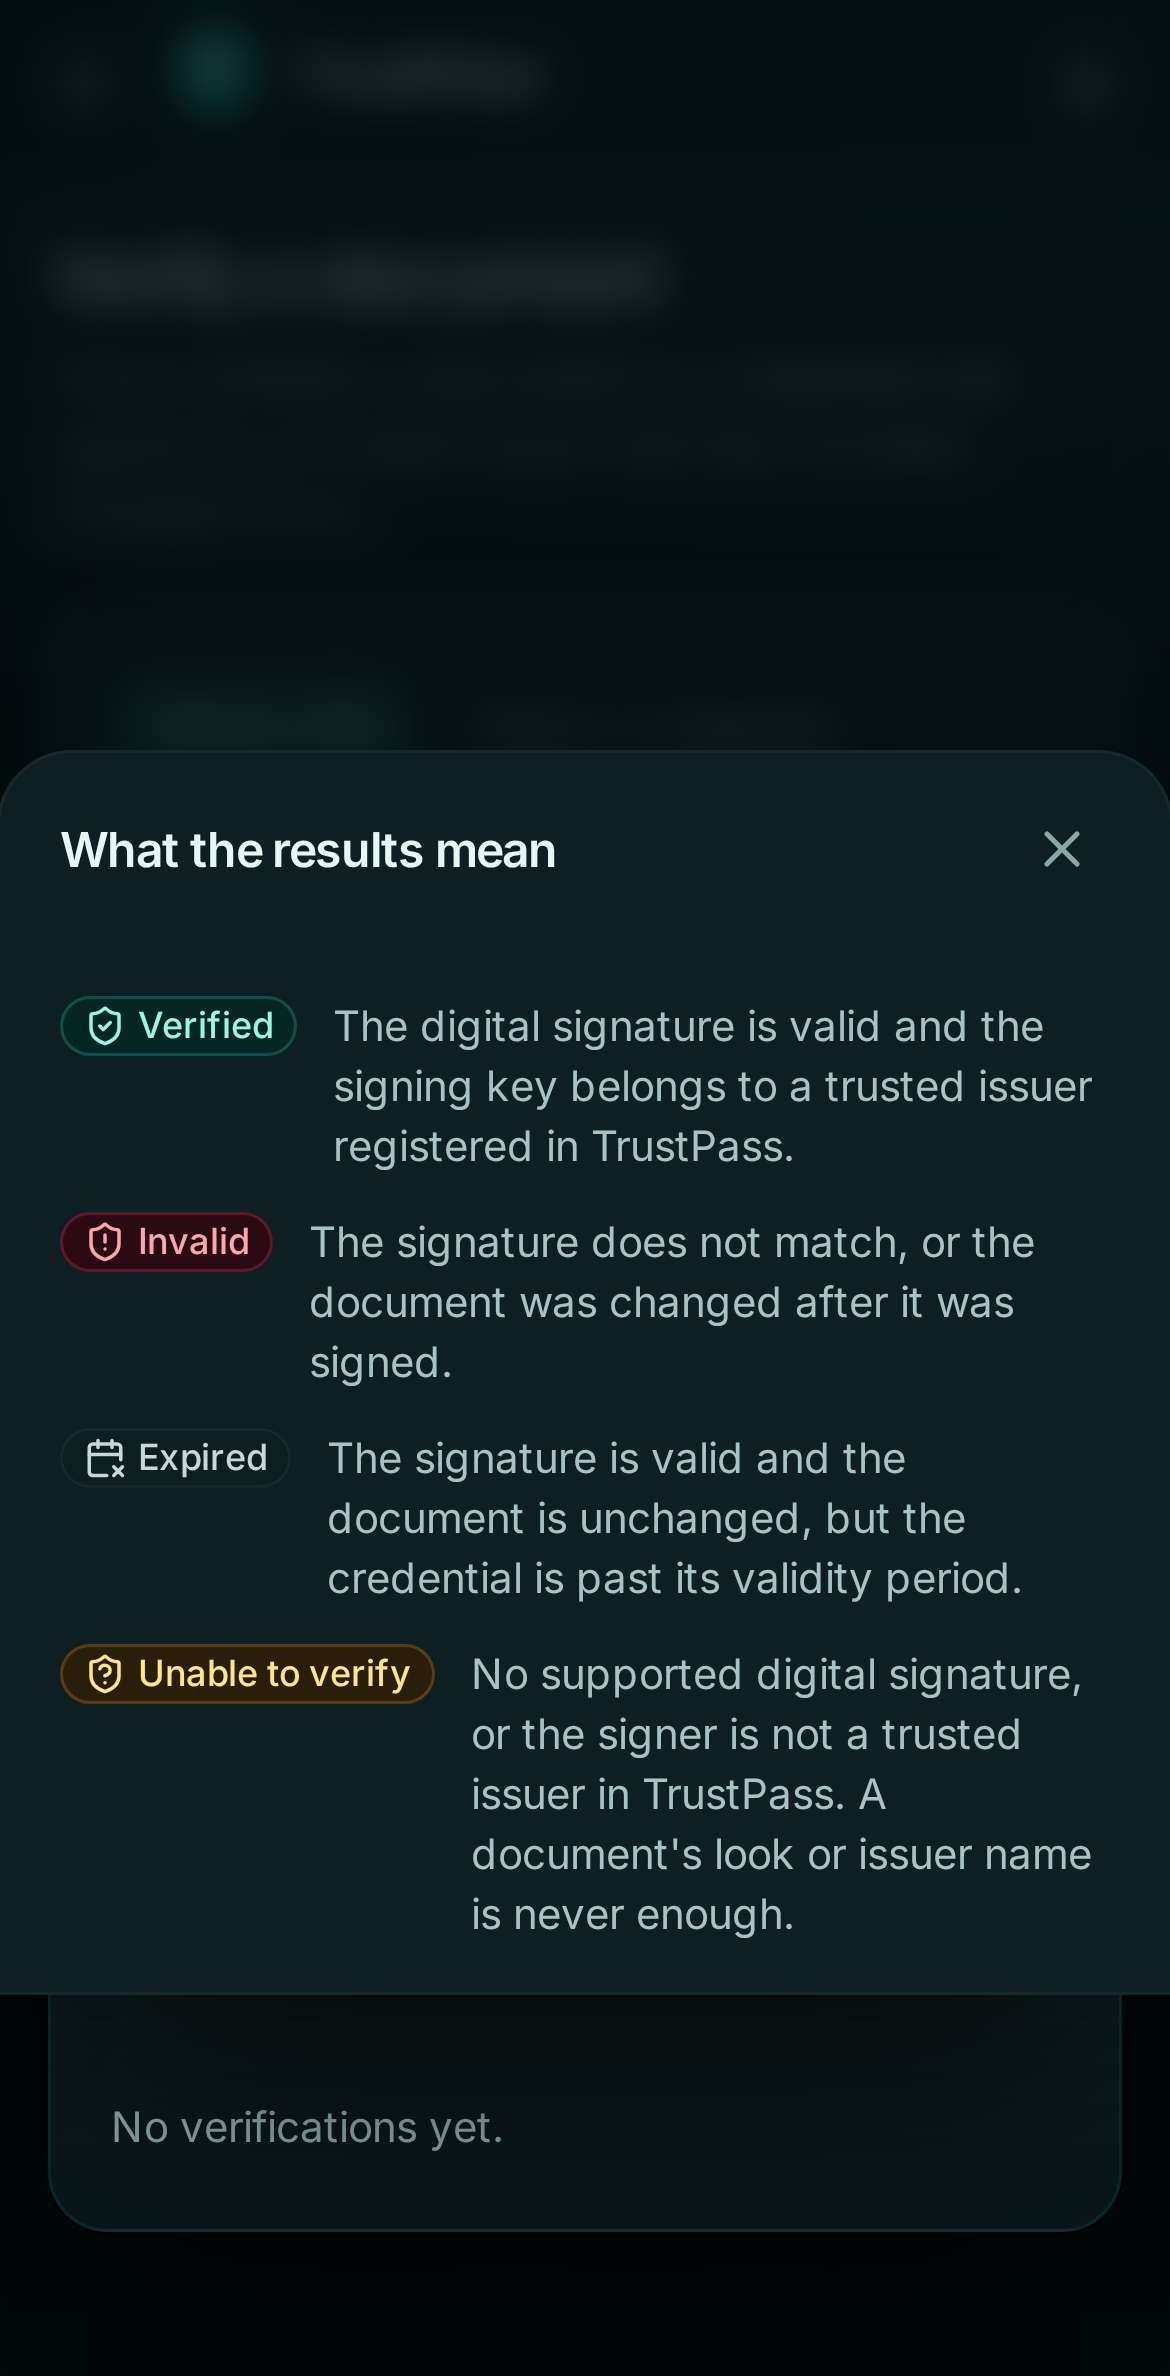 What the results mean
Verified
The digital signature is valid and the
signing key belongs to a trusted issuer
registered in TrustPass.
Invalid
The signature does not match, or the
document was changed after it was
signed.
Expired
The signature is valid and the
document is unchanged, but the
credential is past its validity period.
Unable to verify
No supported digital signature,
or the signer is not a trusted
issuer in TrustPass. A
document's look or issuer name
is never enough.
No verifications yet.